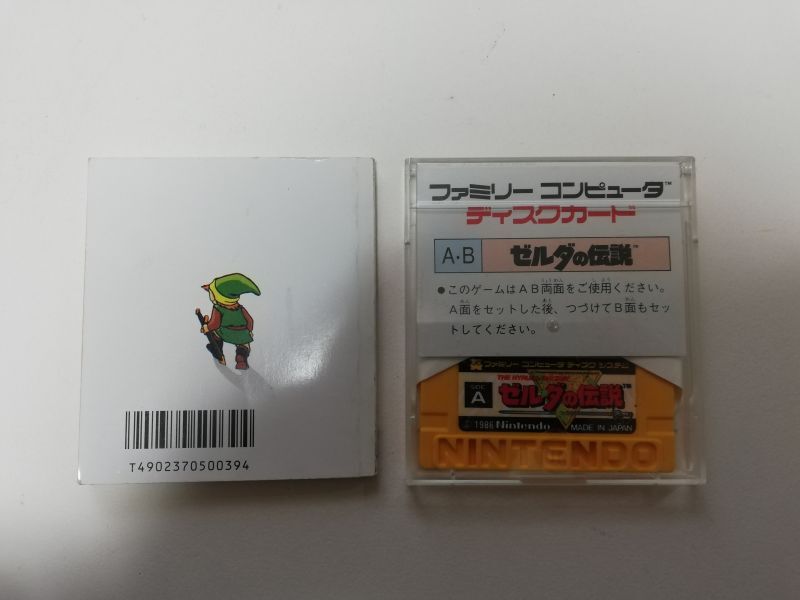 T4902370500394
ファミリー コンピュータ™
ディスクカード
A・B ゼルダの伝説™
●このゲームはAB両面をご使用ください。
A面をセットした後、つづけてB面もセッ
トしてください。
ファミリー コンピュータ ディスク システム
THE HYRULE FANTASY
SIDE A ゼルダの伝説™
© 1986 Nintendo MADE IN JAPAN
NINTENDO